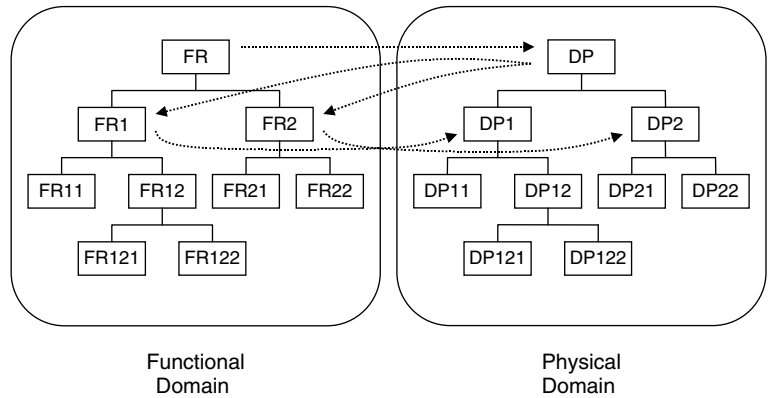 FR DP
FR1 FR2 DP1 DP2
FR11 FR12 FR21 FR22 DP11 DP12 DP21 DP22
FR121 FR122 DP121 DP122
Functional Physical
Domain Domain